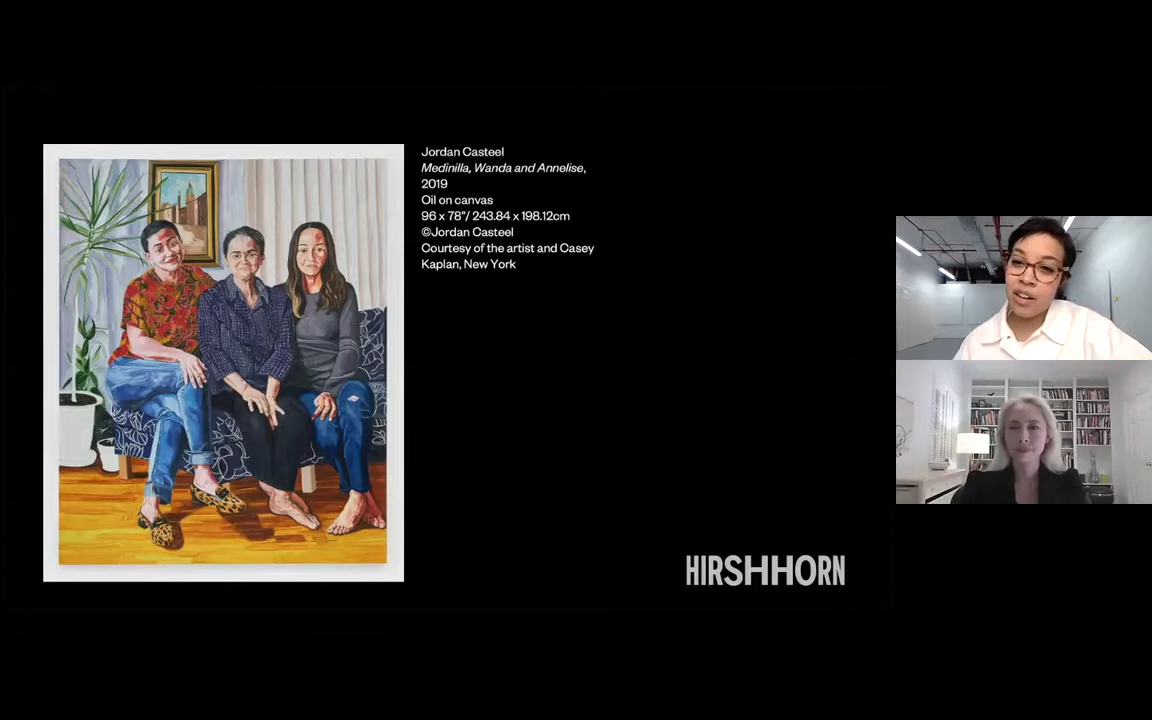 Jordan Casteel
Medinilla, Wanda and Annelise,
2019
Oil on canvas
96 x 78"/ 243.84 x 198.12cm
©Jordan Casteel
Courtesy of the artist and Casey
Kaplan, New York
HIRSHHORN